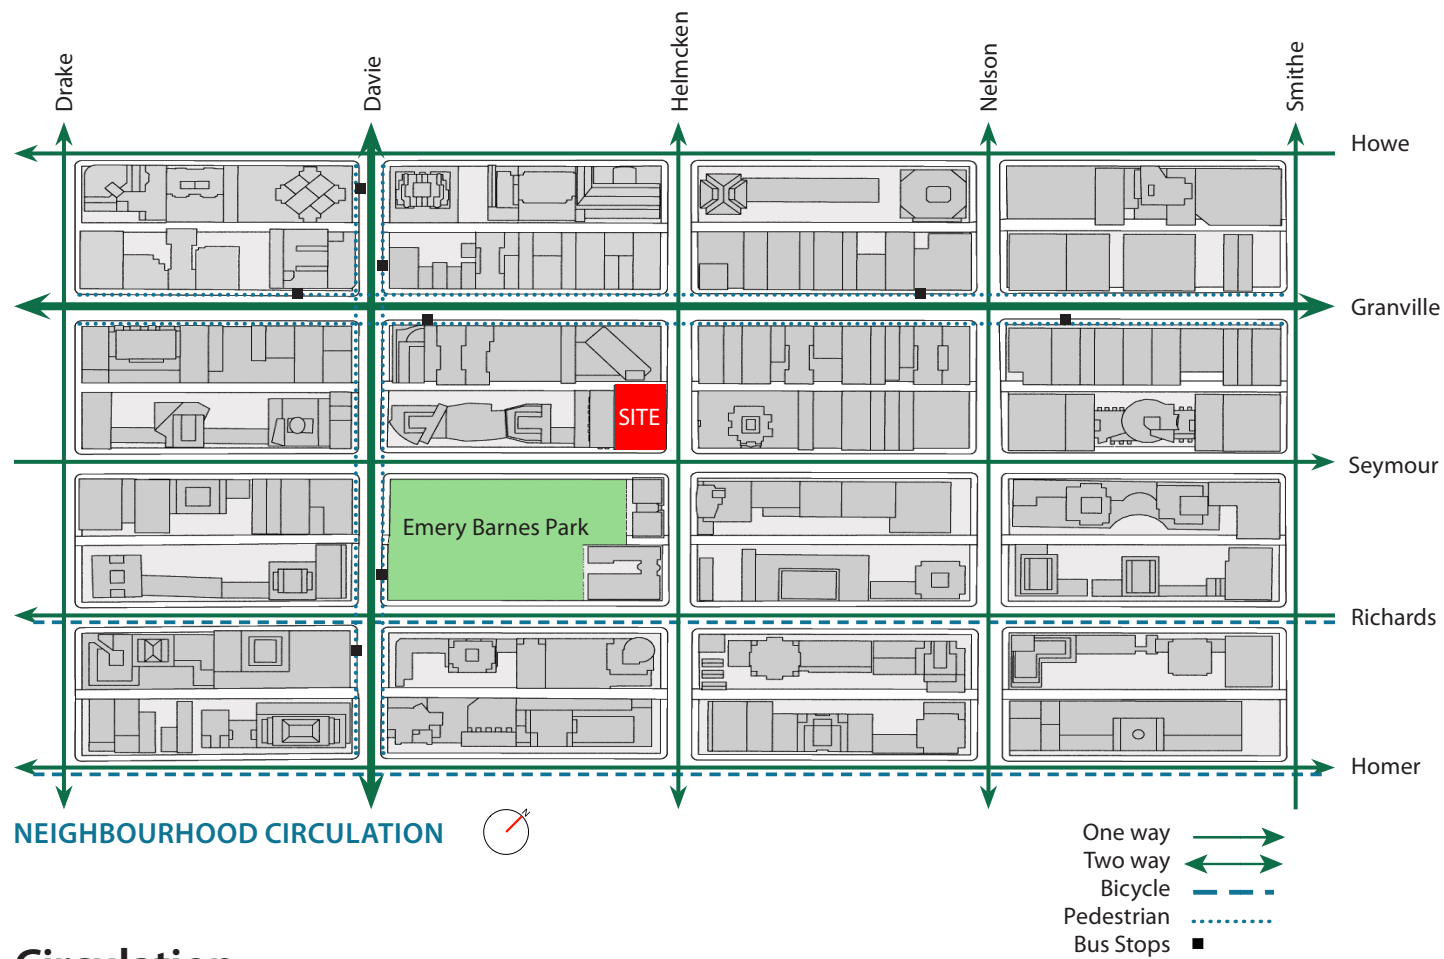 Drake
Davie
Helmcken
Nelson
Smithe
Howe
Granville
SITE
Seymour
Emery Barnes Park
Richards
Homer
NEIGHBOURHOOD CIRCULATION
N
One way
Two way
Bicycle
Pedestrian
Bus Stops
Circulation